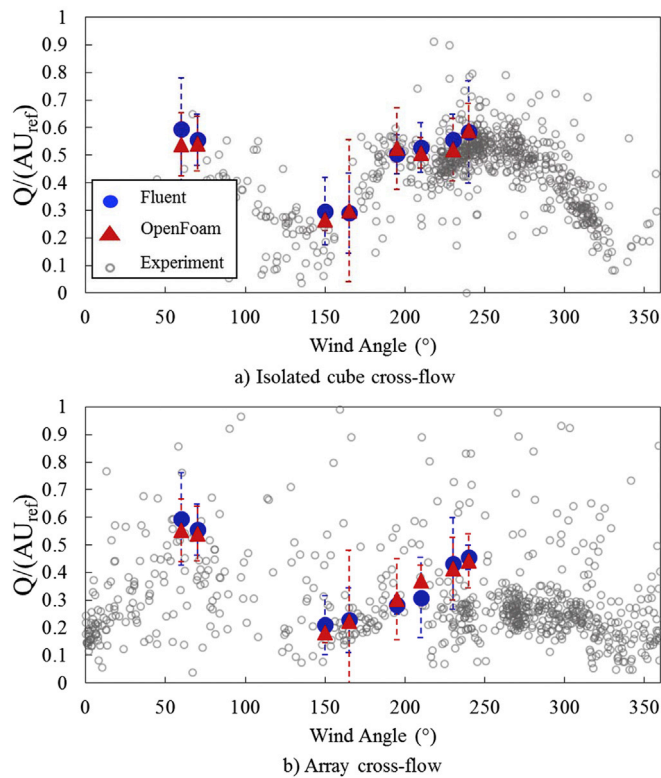 1
0.9
0.8
0.7
0.6
0.5
0.4
0.3
0.2
0.1
0
Q/(AU_ref)
Fluent
OpenFoam
Experiment
0 50 100 150 200 250 300 350
Wind Angle (°)
a) Isolated cube cross-flow
1
0.9
0.8
0.7
0.6
0.5
0.4
0.3
0.2
0.1
0
Q/(AU_ref)
0 50 100 150 200 250 300 350
Wind Angle (°)
b) Array cross-flow